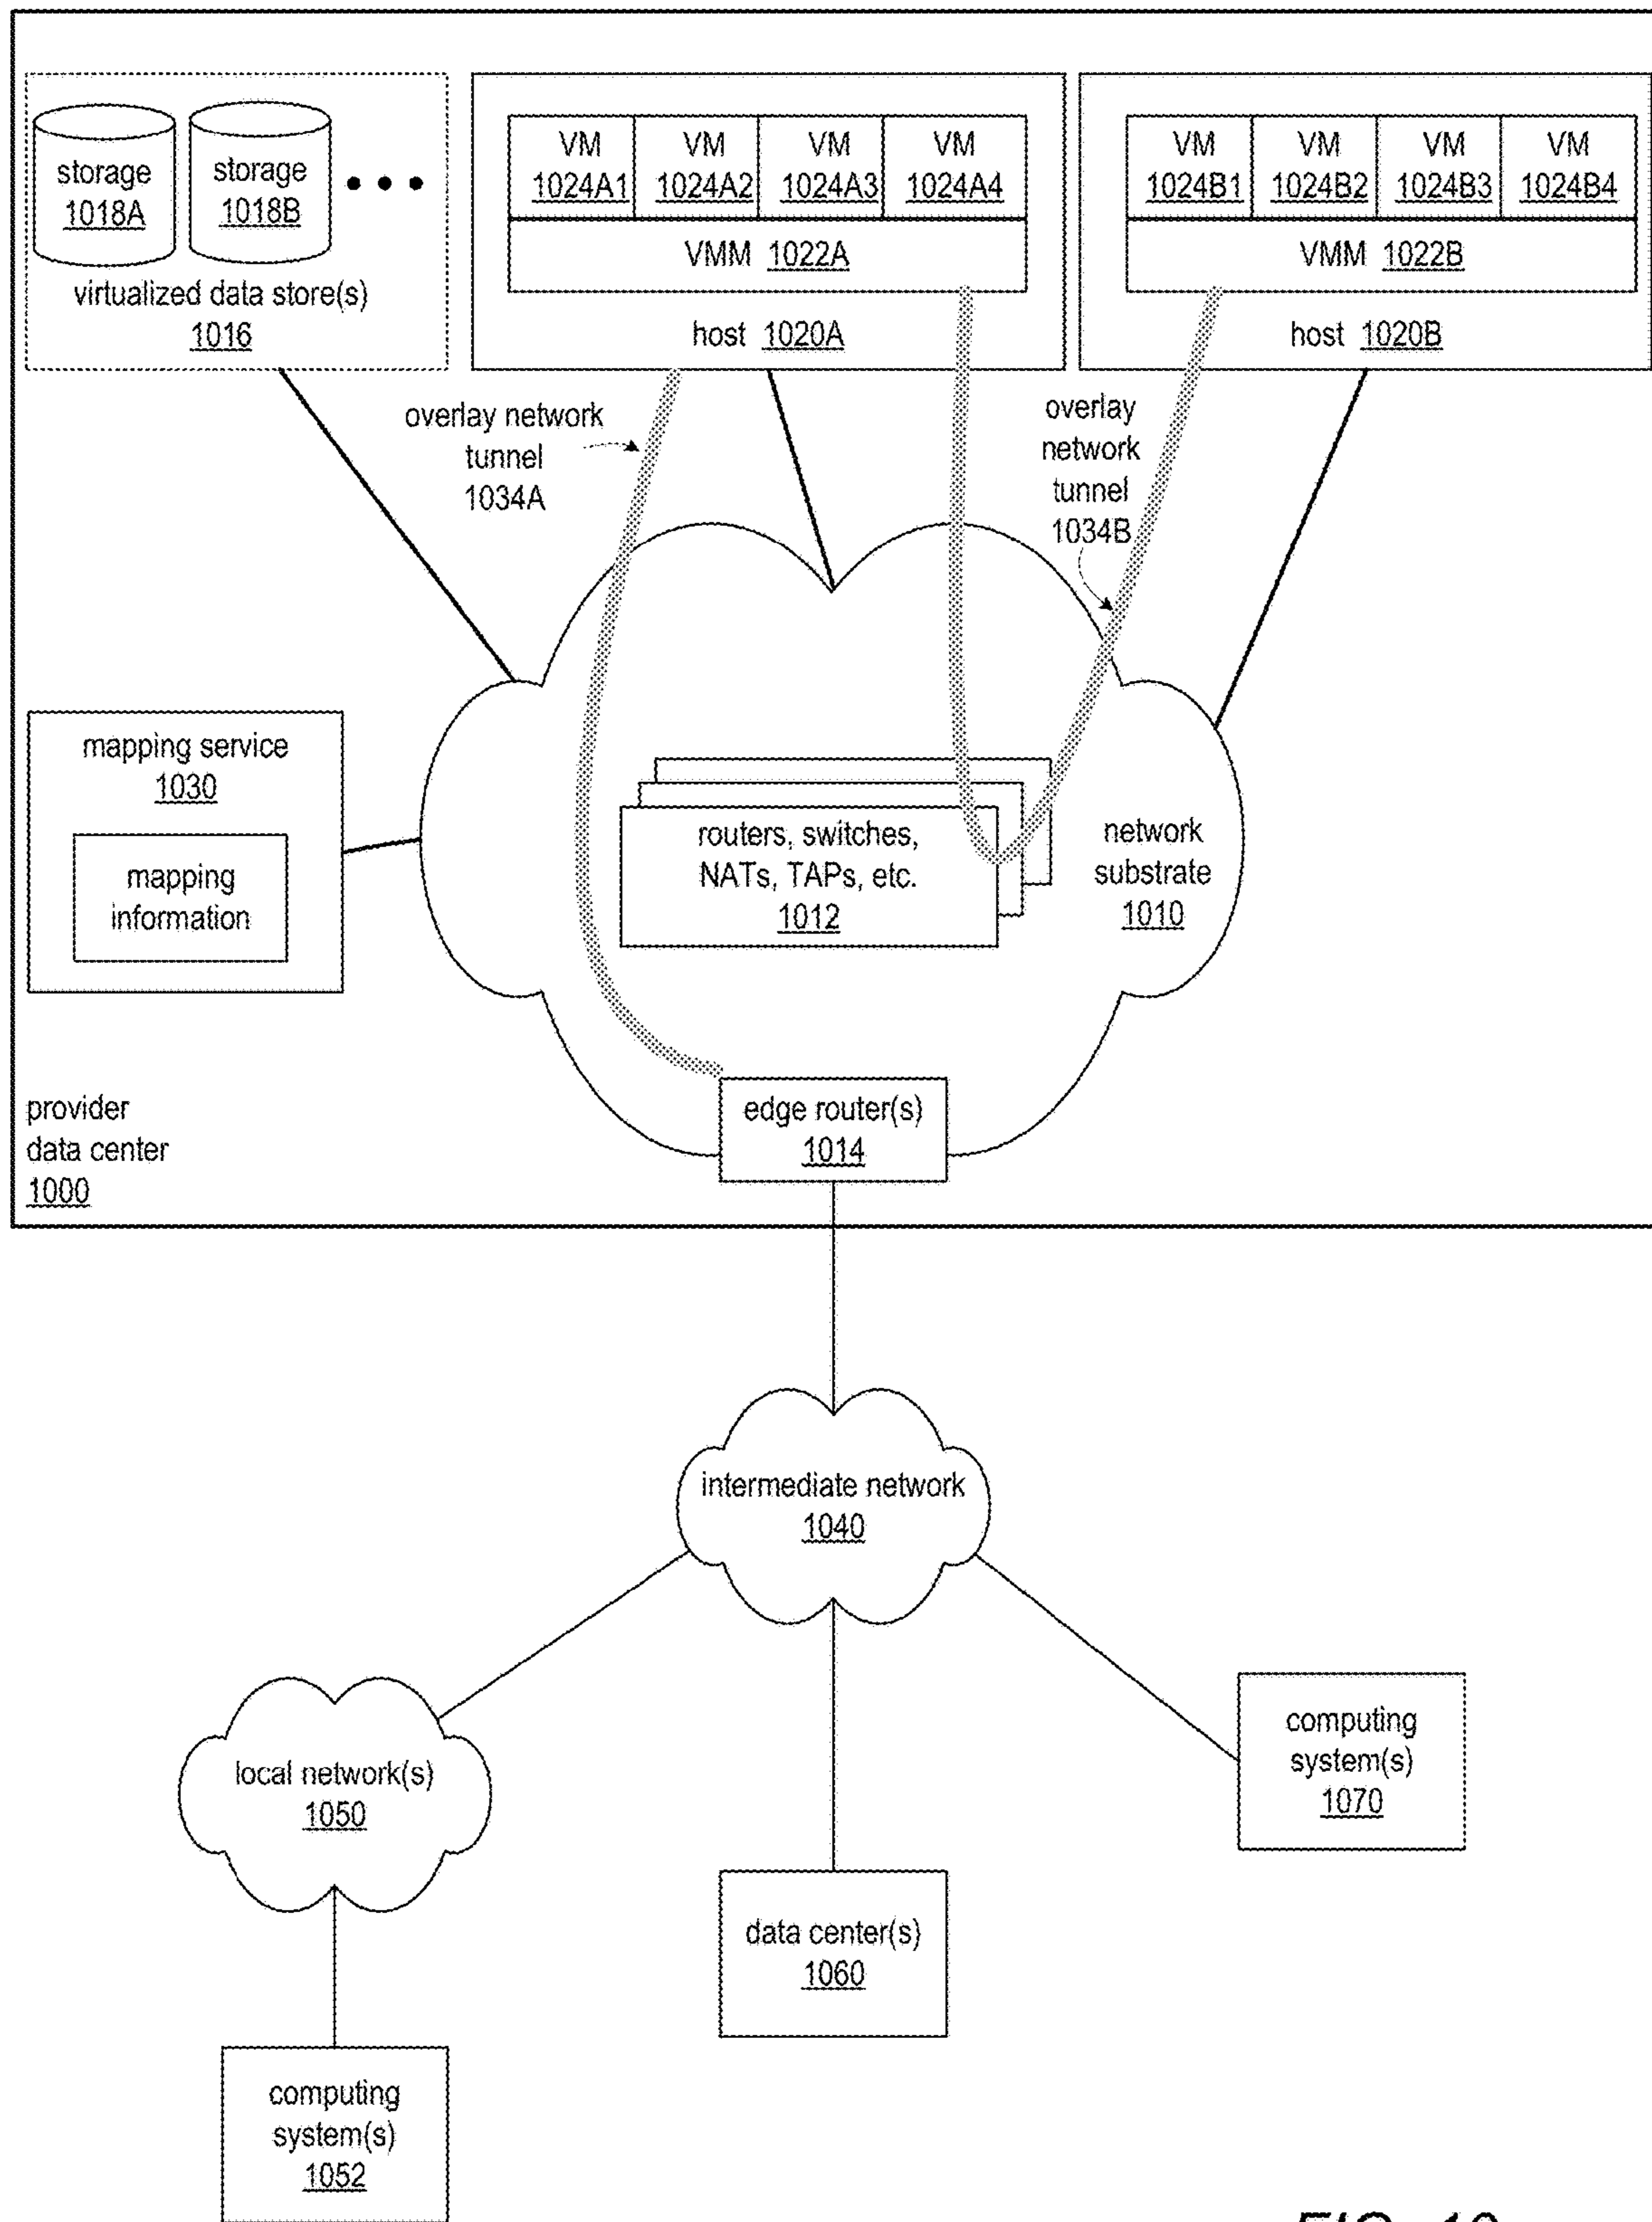 storage
1018A
storage
1018B
virtualized data store(s)
1016
VM
1024A1
VM
1024A2
VM
1024A3
VM
1024A4
VMM 1022A
host 1020A
VM
1024B1
VM
1024B2
VM
1024B3
VM
1024B4
VMM 1022B
host 1020B
overlay network
tunnel
1034A
overlay
network
tunnel
1034B
mapping service
1030
mapping
information
routers, switches,
NATs, TAPs, etc.
1012
network
substrate
1010
edge router(s)
1014
provider
data center
1000
intermediate network
1040
local network(s)
1050
computing
system(s)
1070
data center(s)
1060
computing
system(s)
1052